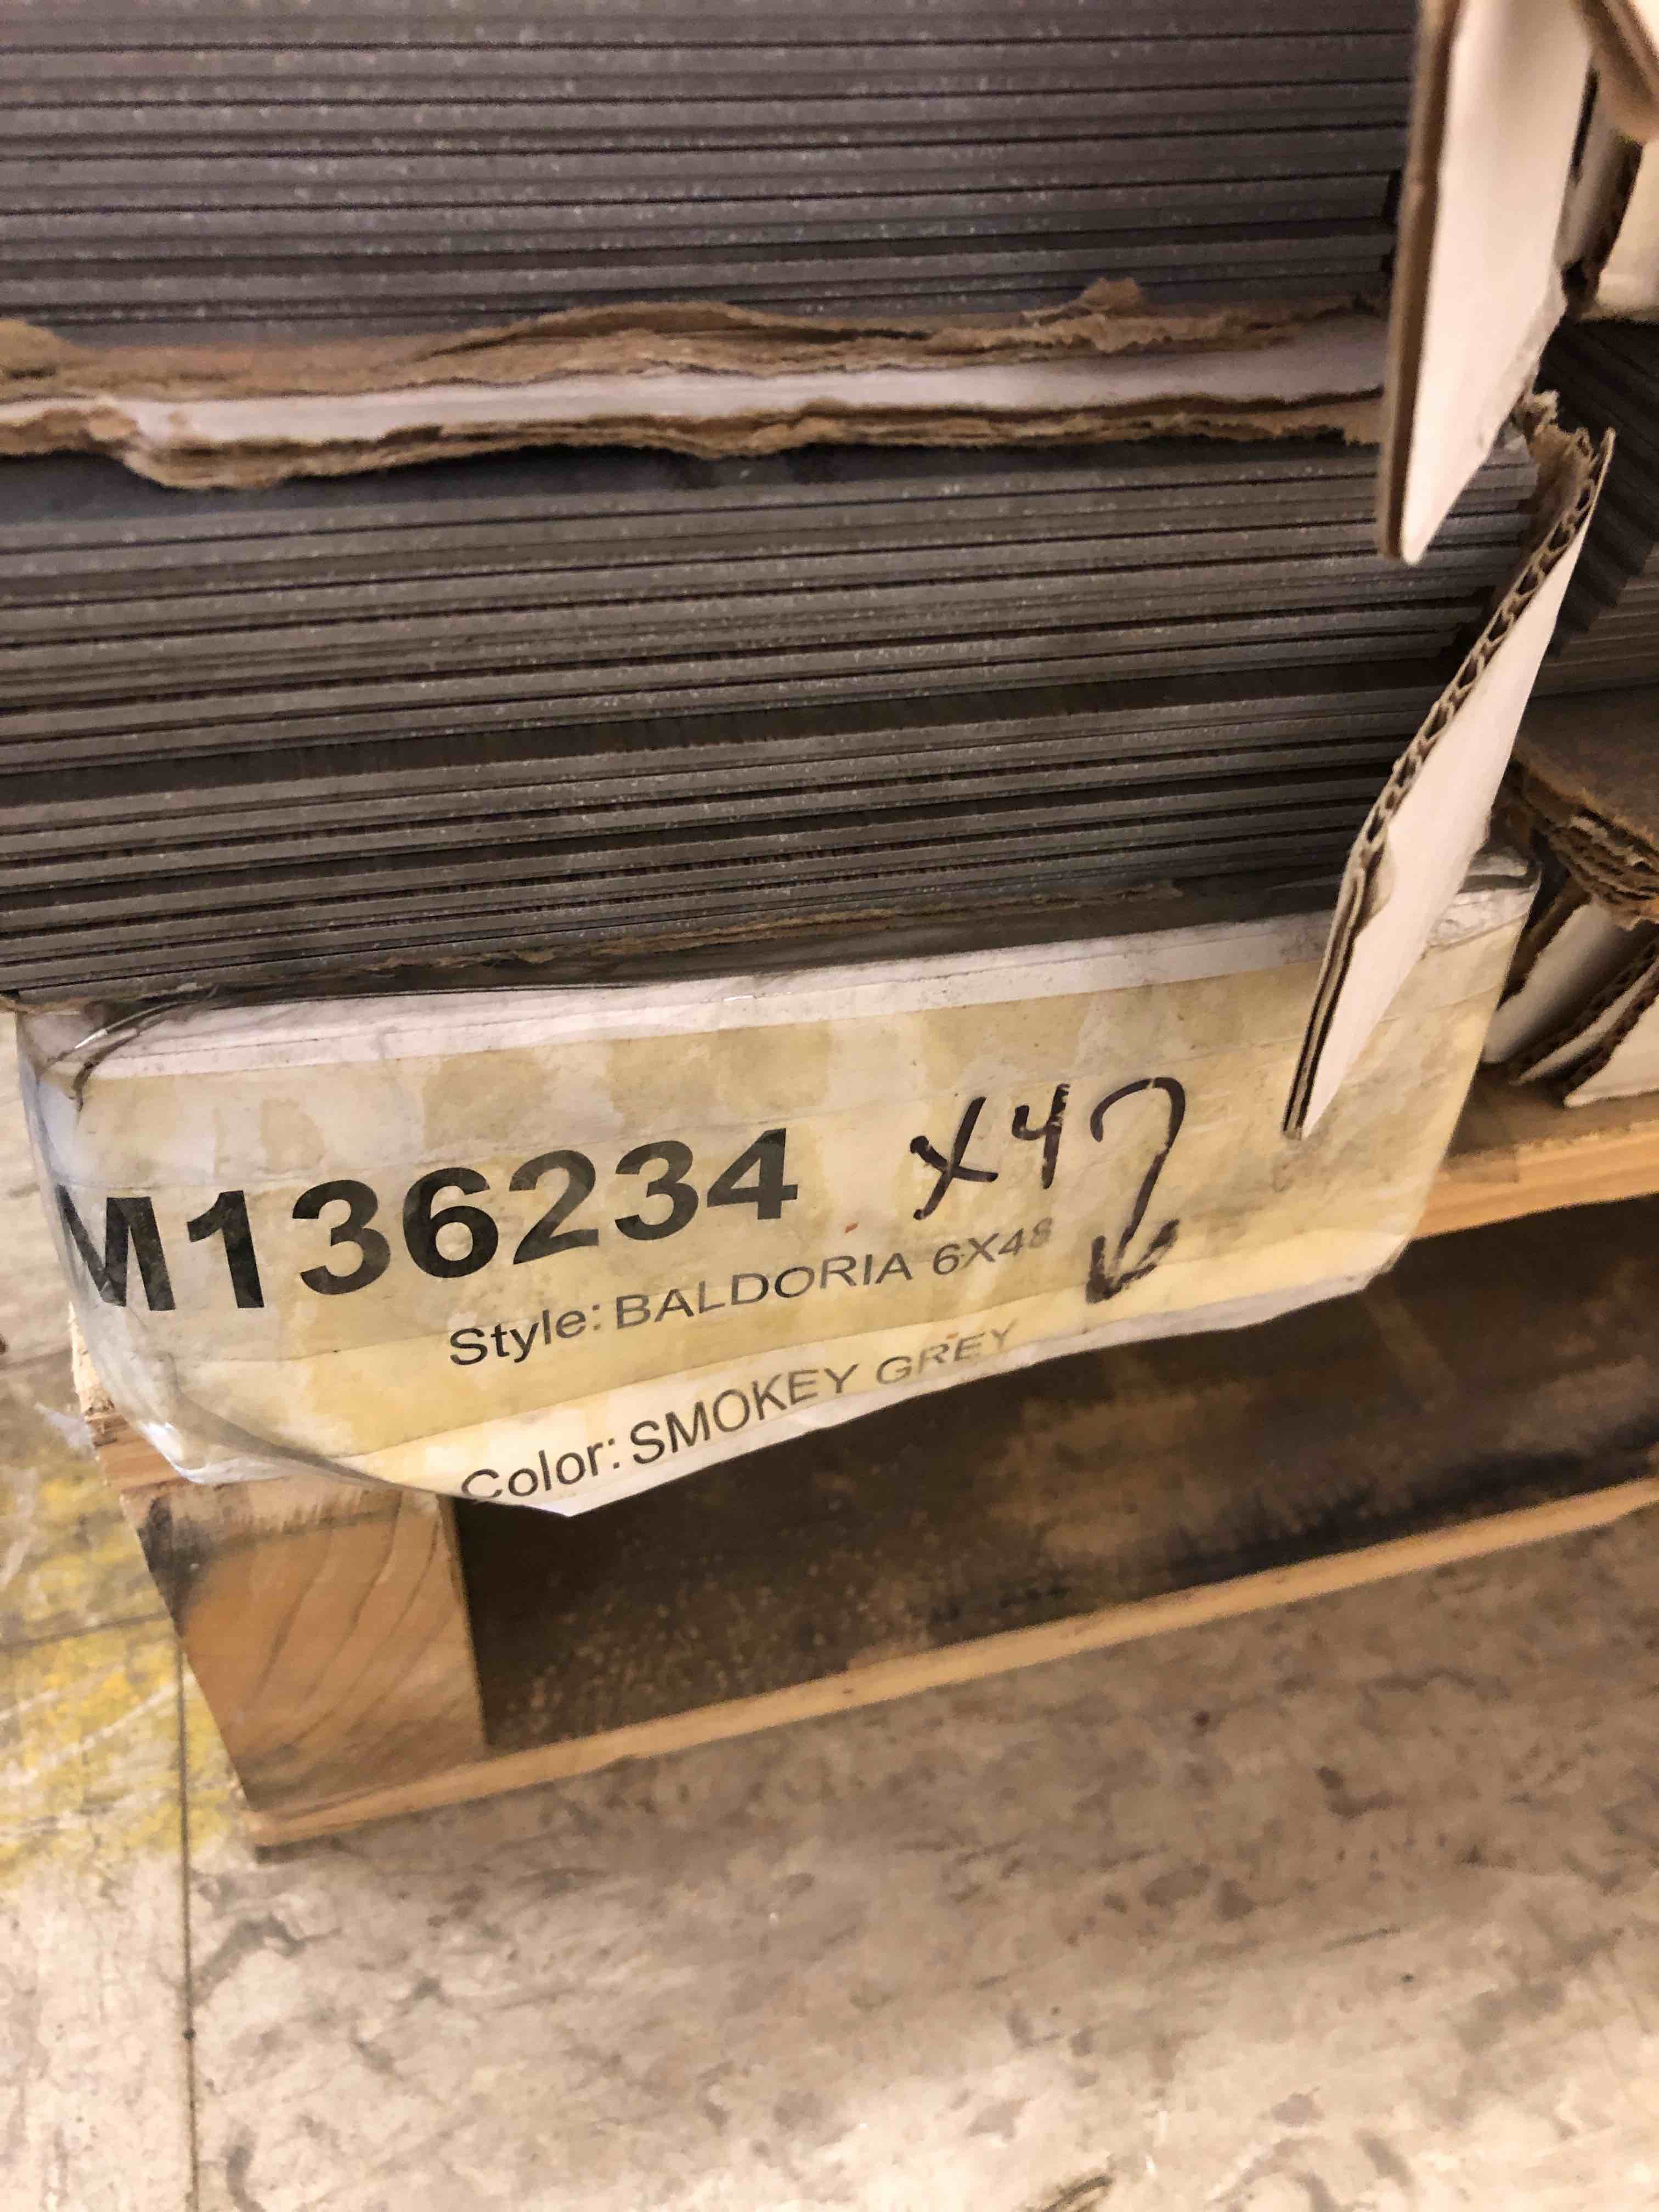 M136234 x4
Style: BALDORIA 6X48
Color: SMOKEY GREY